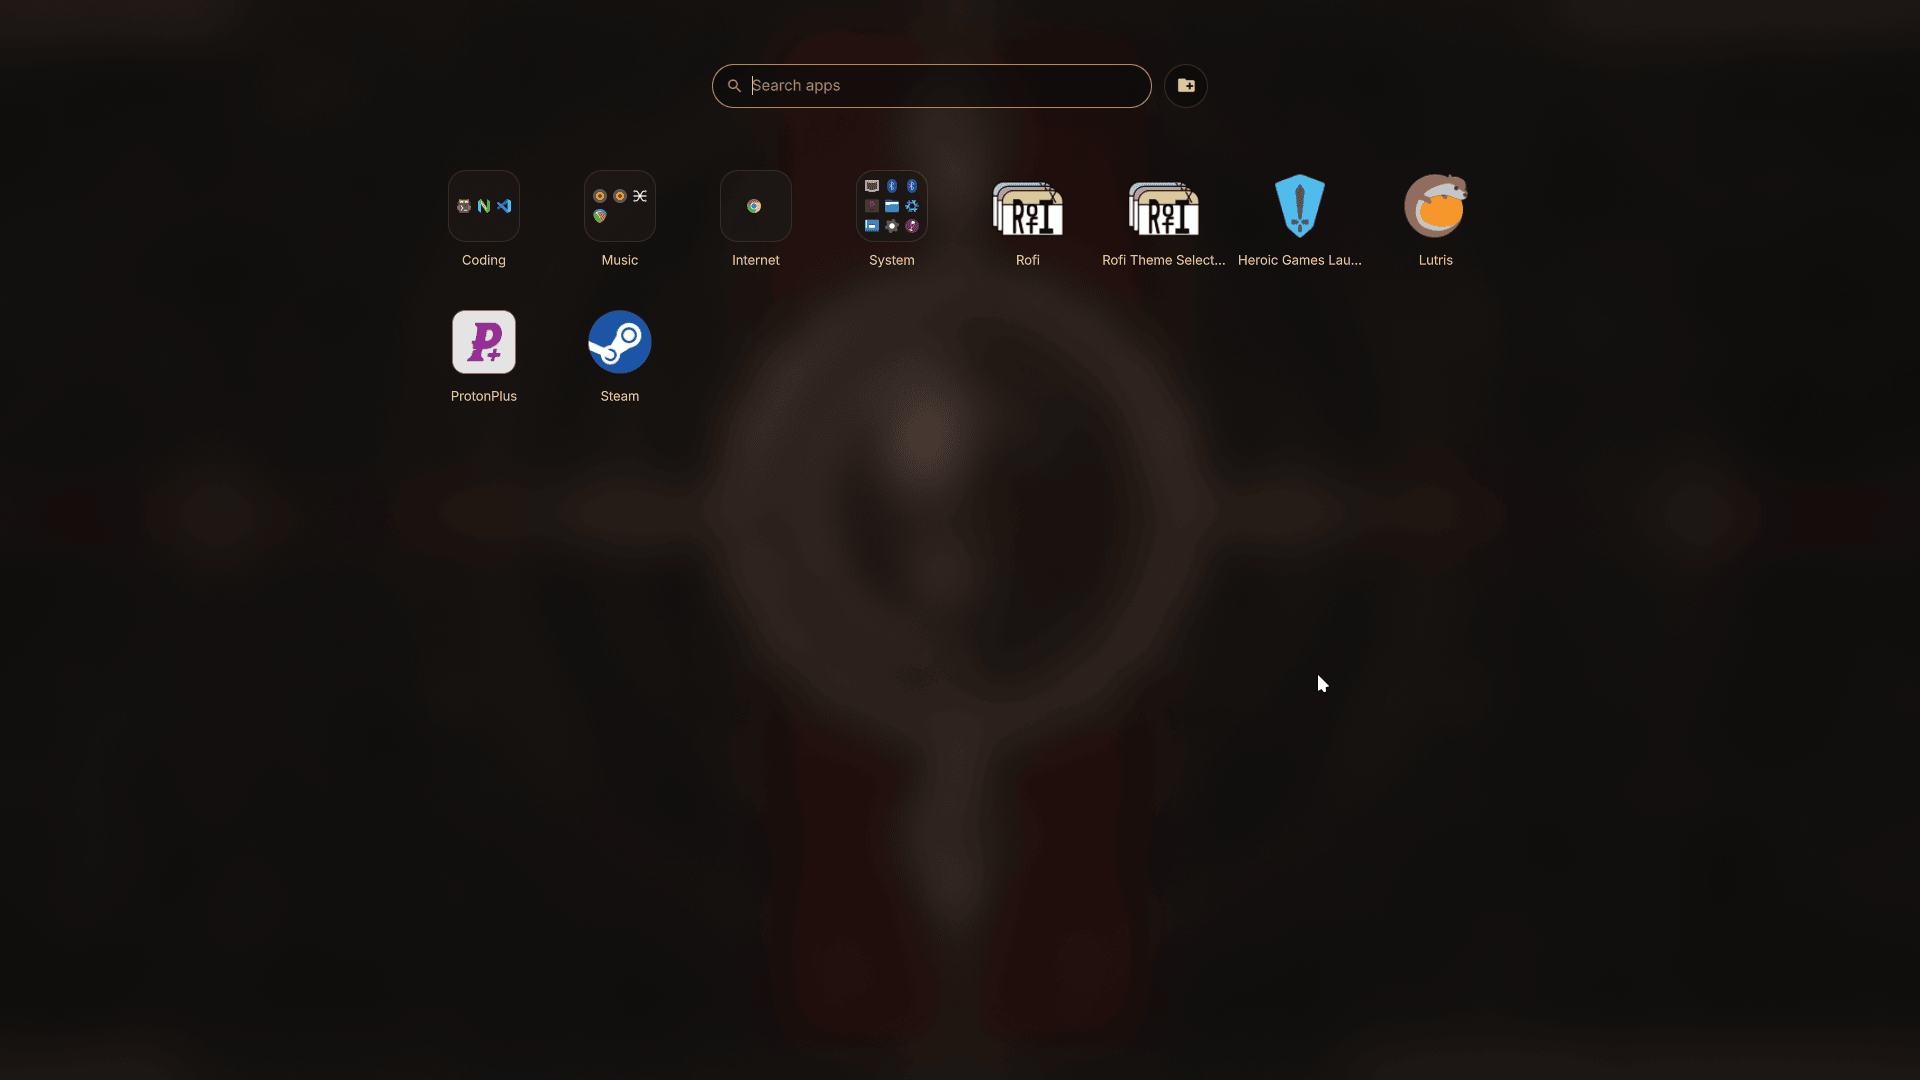 Search apps
Coding
Music
Internet
System
Rofi
Rofi Theme Select...
Heroic Games Lau...
Lutris
ProtonPlus
Steam